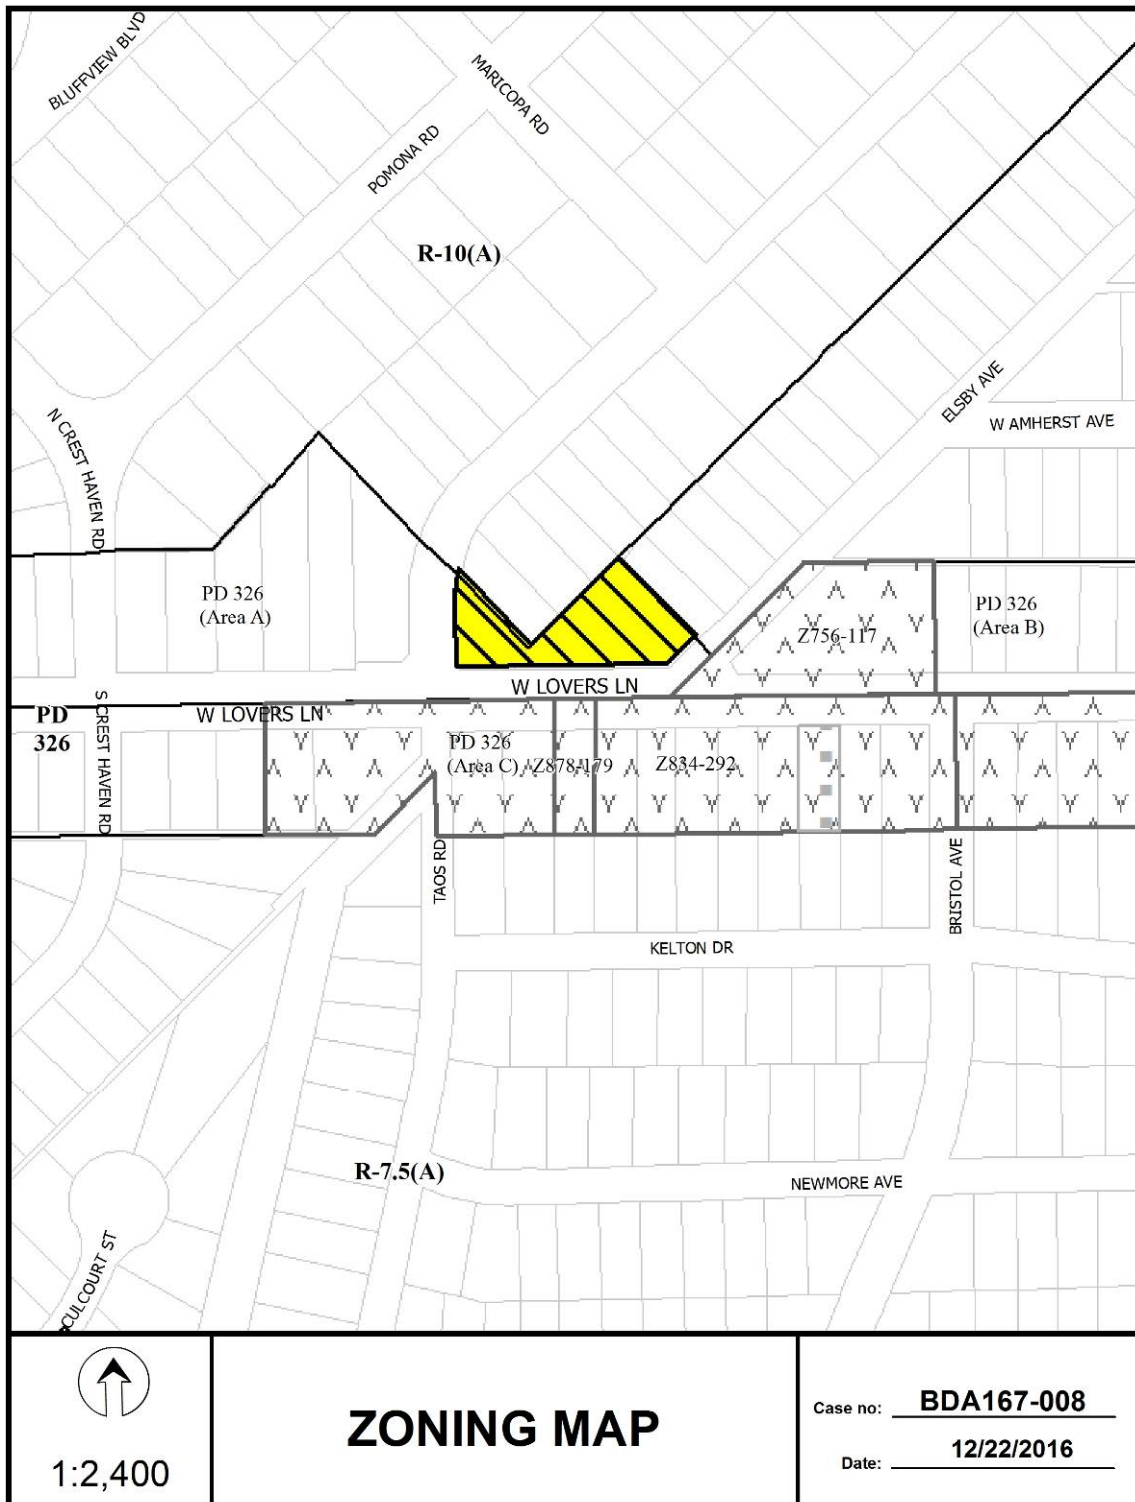 BLUFFVIEW BLVD
MARICOPA RD
POMONA RD
R-10(A)
ELSBY AVE
W AMHERST AVE
N CREST HAVEN RD
PD 326
(Area A)
PD 326
(Area B)
Z756-117
W LOVERS LN
S CREST HAVEN RD
PD
326
W LOVERS LN
PD 326
(Area C)
Z878-179
Z834-292
TAOS RD
BRISTOL AVE
KELTON DR
R-7.5(A)
NEWMORE AVE
CULCOURT ST
1:2,400
ZONING MAP
Case no: BDA167-008
Date: 12/22/2016